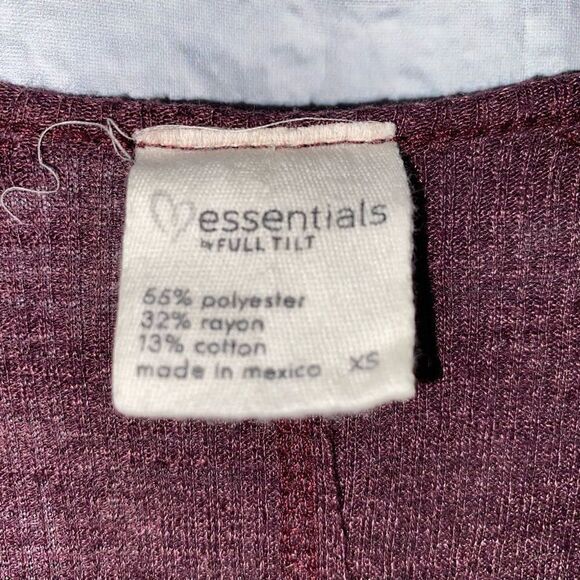 essentials
by FULL TILT
55% polyester
32% rayon
13% cotton
made in mexico XS